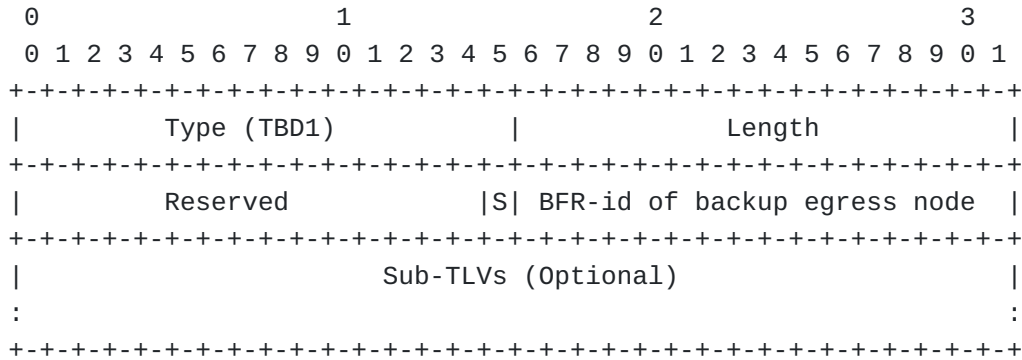 0                   1                   2                   3
 0 1 2 3 4 5 6 7 8 9 0 1 2 3 4 5 6 7 8 9 0 1 2 3 4 5 6 7 8 9 0 1
+-+-+-+-+-+-+-+-+-+-+-+-+-+-+-+-+-+-+-+-+-+-+-+-+-+-+-+-+-+-+-+-+
|         Type (TBD1)           |             Length            |
+-+-+-+-+-+-+-+-+-+-+-+-+-+-+-+-+-+-+-+-+-+-+-+-+-+-+-+-+-+-+-+-+
|         Reserved            |S| BFR-id of backup egress node  |
+-+-+-+-+-+-+-+-+-+-+-+-+-+-+-+-+-+-+-+-+-+-+-+-+-+-+-+-+-+-+-+-+
|                       Sub-TLVs (Optional)                     |
:                                                               :
+-+-+-+-+-+-+-+-+-+-+-+-+-+-+-+-+-+-+-+-+-+-+-+-+-+-+-+-+-+-+-+-+